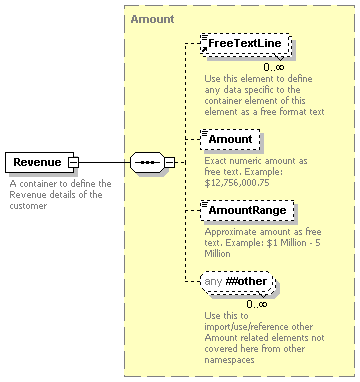 Amount
FreeTextLine
0..∞
Use this element to define
any data specific to the
container element of this
element as a free format text
Revenue
A container to define the
Revenue details of the
customer
Amount
Exact numeric amount as
free text. Example:
$12,756,000.75
AmountRange
Approximate amount as free
text. Example: $1 Million - 5
Million
any ##other
0..∞
Use this to
import/use/reference other
Amount related elements not
covered here from other
namespaces